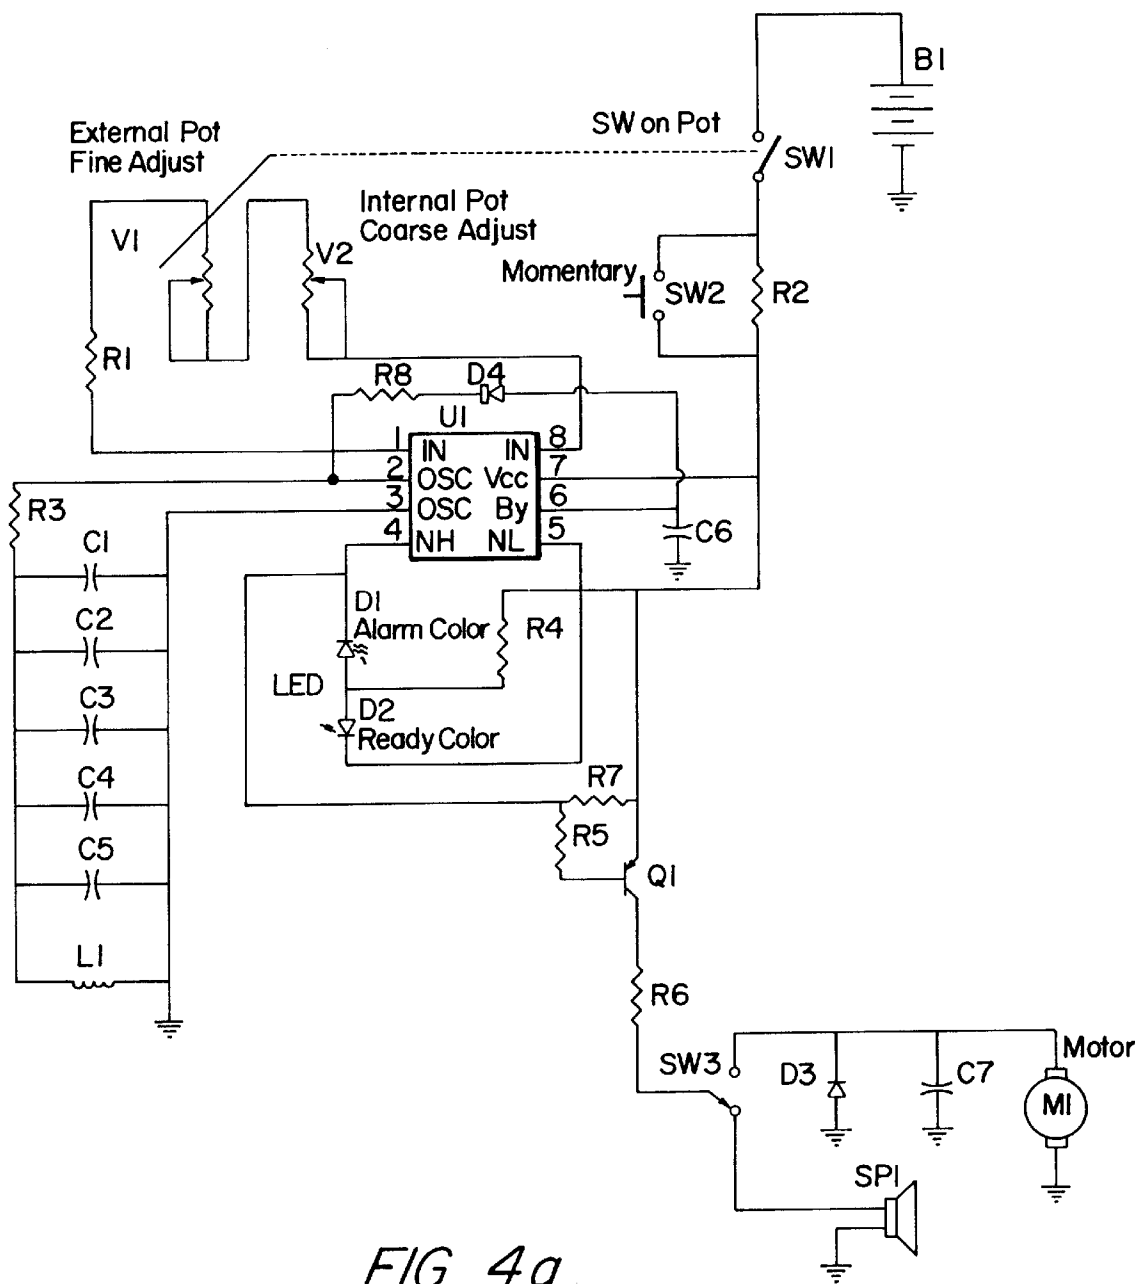 B1
SW on Pot
SW1
External Pot
Fine Adjust
Internal Pot
Coarse Adjust
V1
V2
Momentary
SW2
R2
R1
R8
D4
U1
1
IN
IN
8
2
OSC
Vcc
7
3
OSC
By
6
4
NH
NL
5
R3
C6
C1
D1
Alarm Color
R4
C2
LED
C3
D2
Ready Color
C4
R7
R5
C5
Q1
L1
R6
SW3
D3
C7
Motor
M1
SP1
FIG 4a